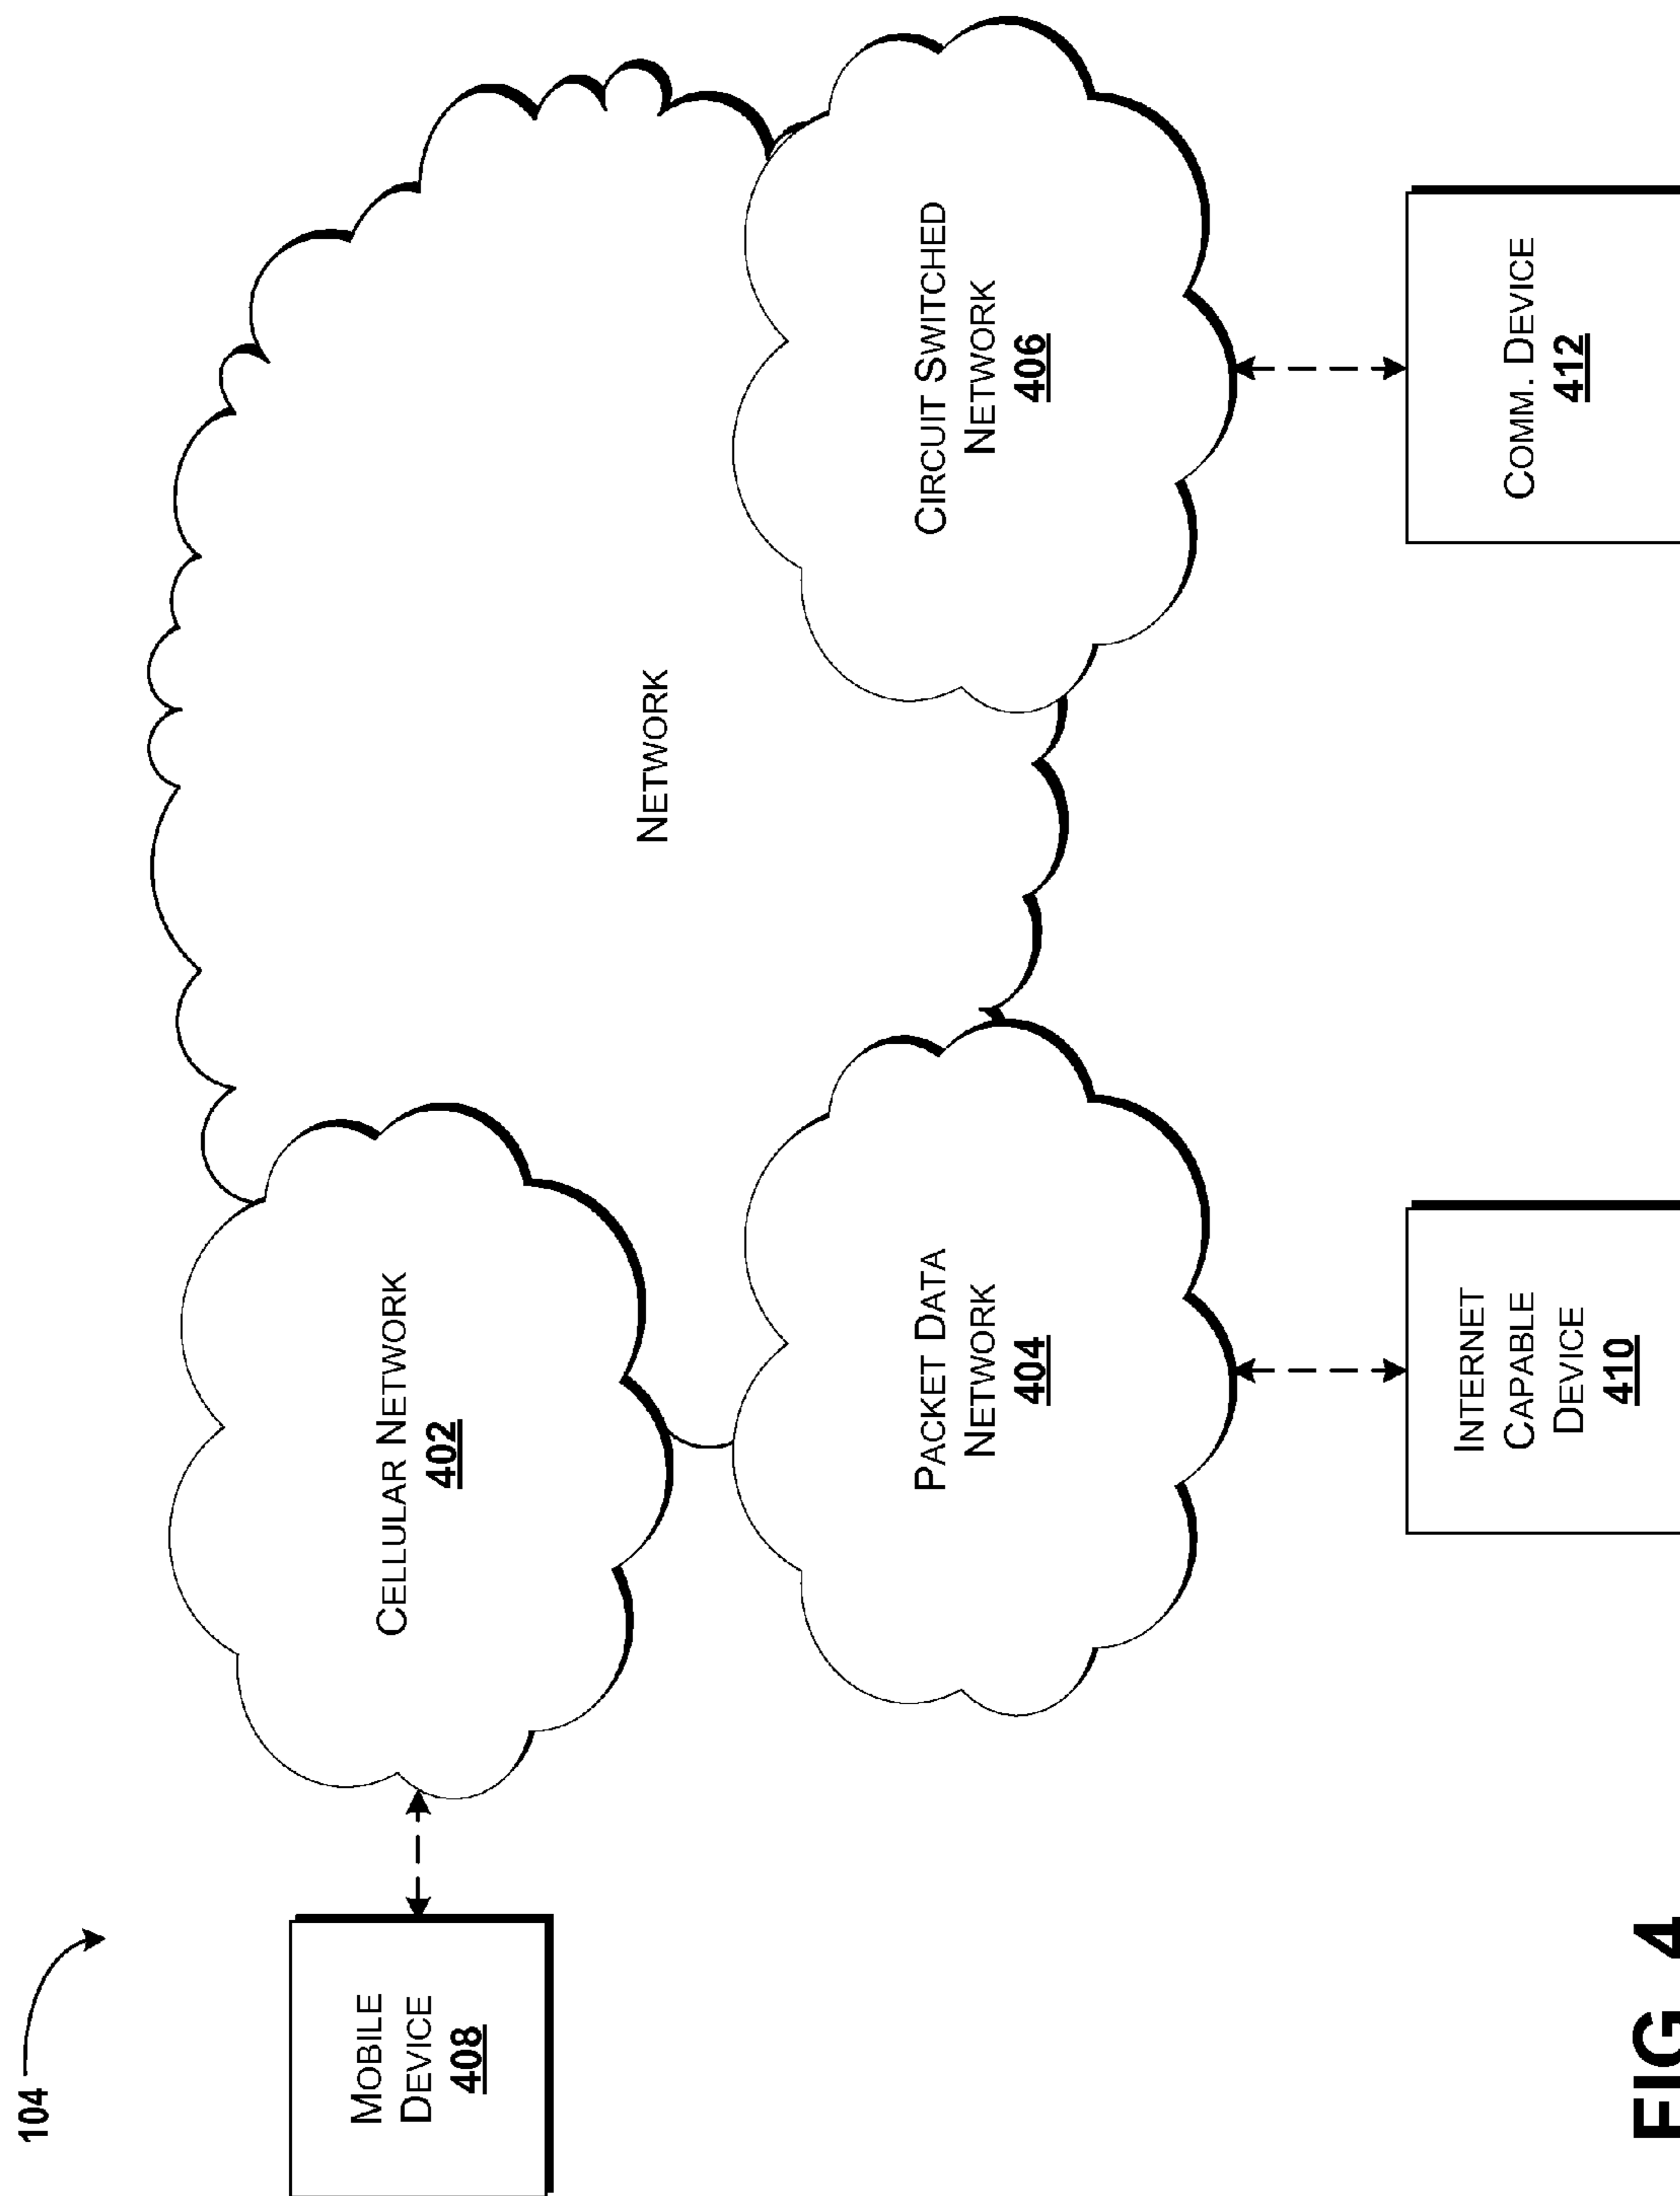 104
MOBILE
DEVICE
408
CELLULAR NETWORK
402
NETWORK
PACKET DATA
NETWORK
404
CIRCUIT SWITCHED
NETWORK
406
INTERNET
CAPABLE
DEVICE
410
COMM. DEVICE
412
FIG. 4